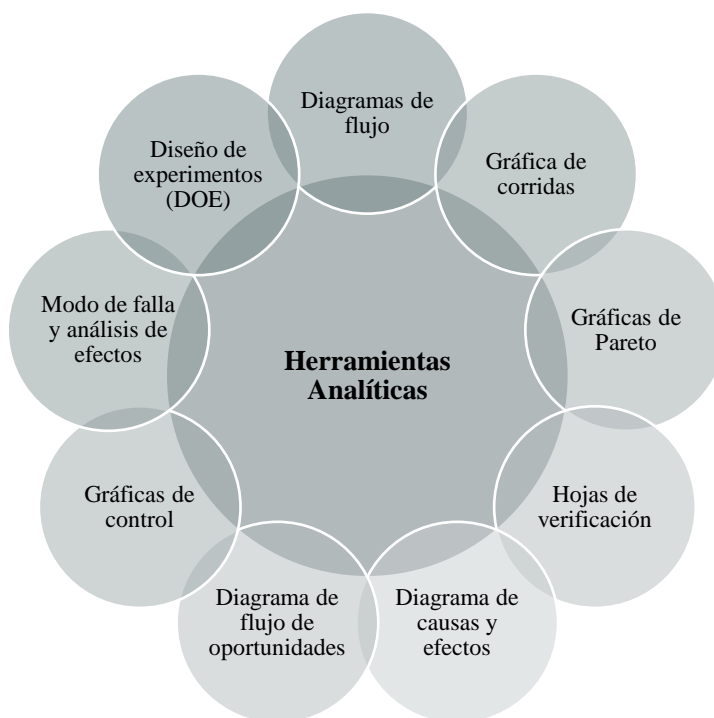 Diagramas de
flujo
Gráfica de
corridas
Gráficas de
Pareto
Hojas de
verificación
Diagrama de
causas y
efectos
Diagrama de
flujo de
oportunidades
Gráficas de
control
Modo de falla
y análisis de
efectos
Diseño de
experimentos
(DOE)
Herramientas
Analíticas